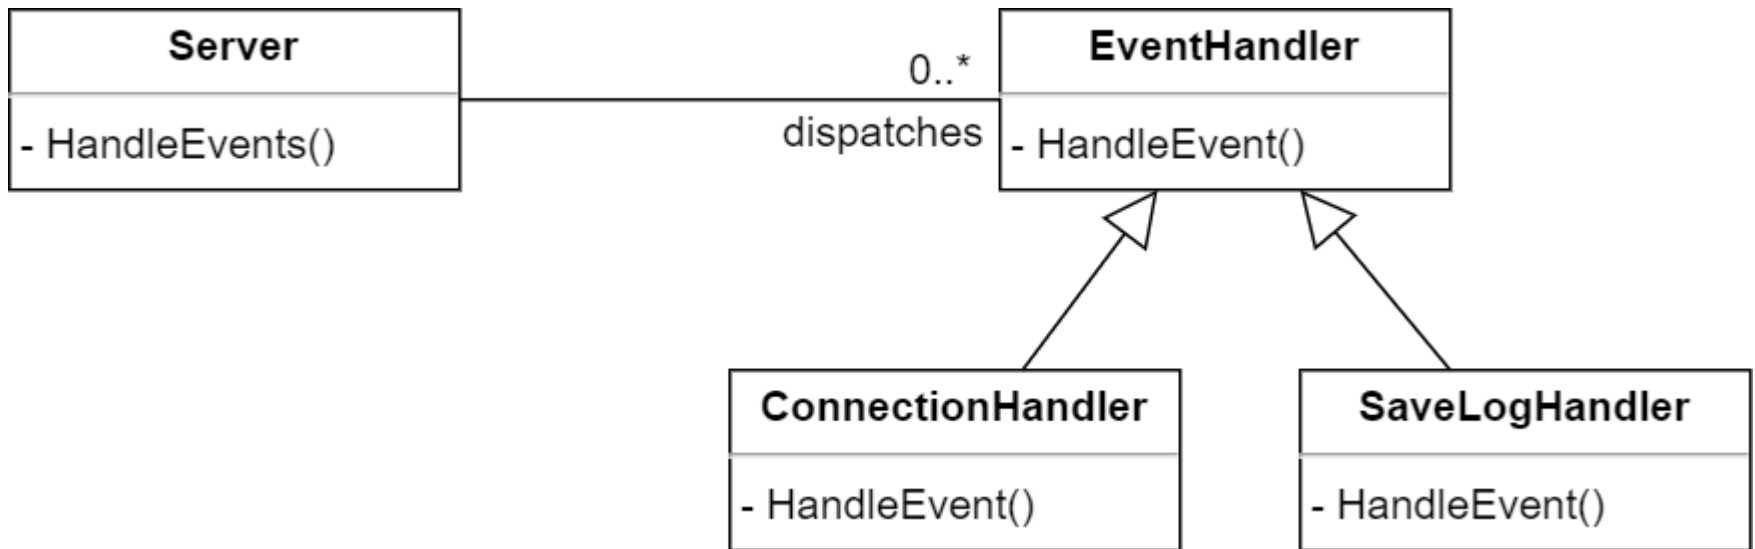 Server
- HandleEvents()
0..*
dispatches
EventHandler
- HandleEvent()
ConnectionHandler
- HandleEvent()
SaveLogHandler
- HandleEvent()